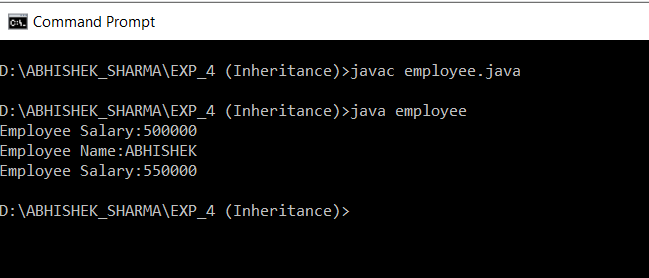 Command Prompt
D:\ABHISHEK_SHARMA\EXP_4 (Inheritance)>javac employee.java
D:\ABHISHEK_SHARMA\EXP_4 (Inheritance)>java employee
Employee Salary:500000
Employee Name:ABHISHEK
Employee Salary:550000
D:\ABHISHEK_SHARMA\EXP_4 (Inheritance)>